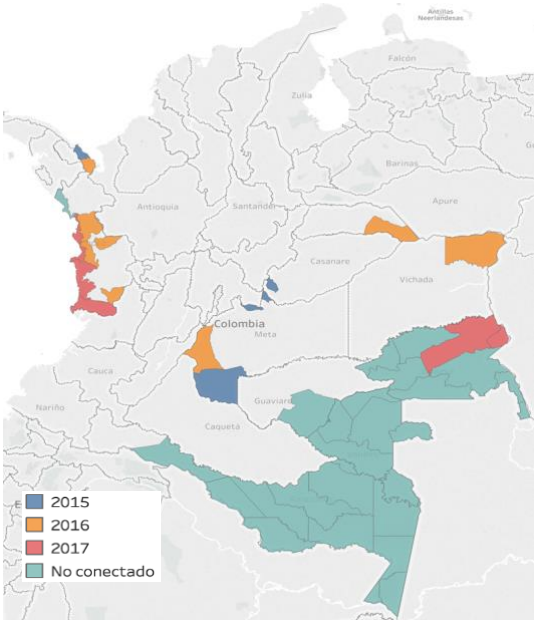 Antillas
Neerlandesas
Falcón
Zulia
Barinas
Apure
Antioquia
Santander
Casanare
Vichada
Colombia
Meta
Cauca
Guaviare
Nariño
Caquetá
2015
2016
2017
No conectado